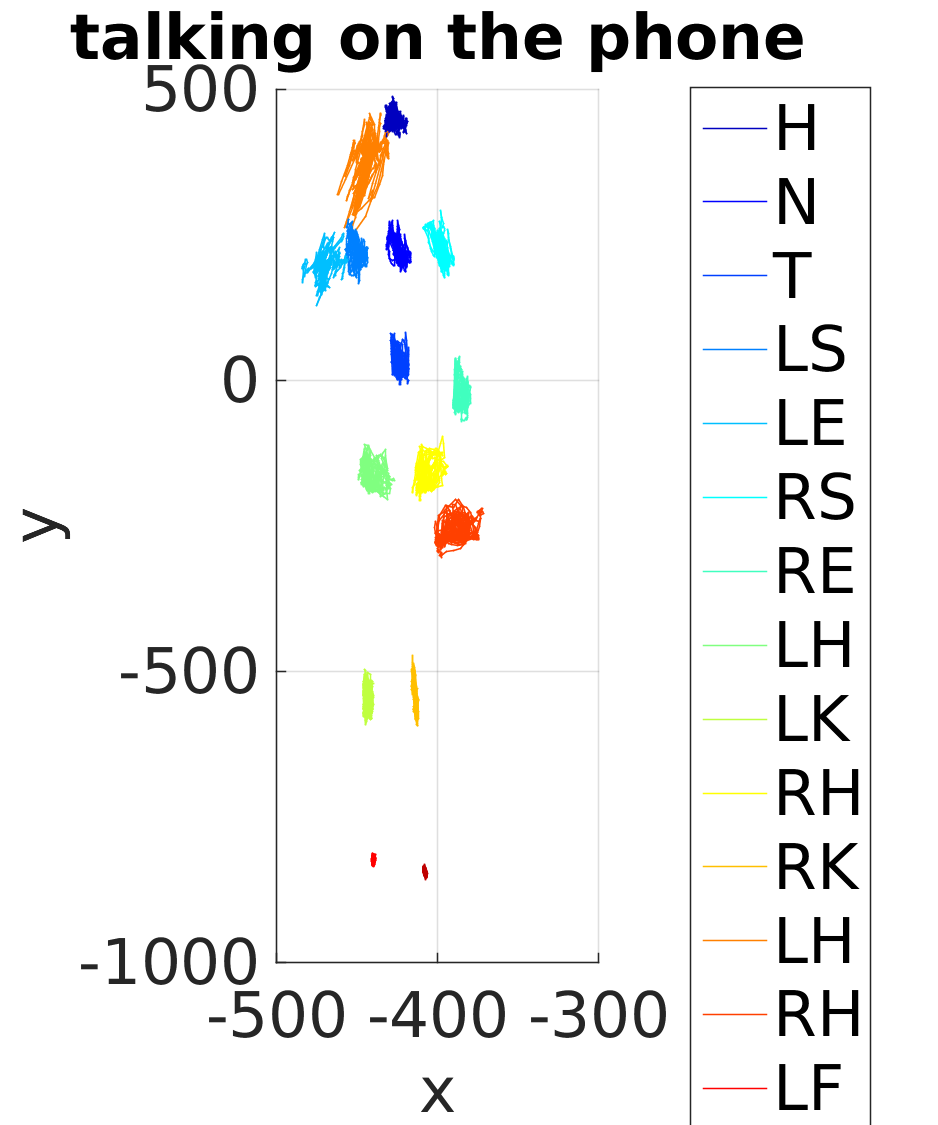 talking on the phone
500
0
-500
-1000
y
-500 -400 -300
x
H
N
T
LS
LE
RS
RE
LH
LK
RH
RK
LH
RH
LF